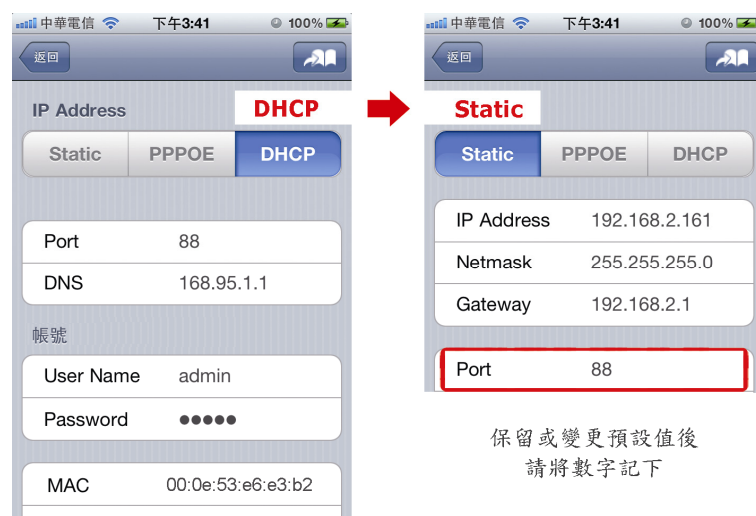 中華電信 下午3:41 100%
返回
IP Address DHCP
Static PPPOE DHCP
Port 88
DNS 168.95.1.1
帳號
User Name admin
Password ●●●●●
MAC 00:0e:53:e6:e3:b2
中華電信 下午3:41 100%
返回
Static
Static PPPOE DHCP
IP Address 192.168.2.161
Netmask 255.255.255.0
Gateway 192.168.2.1
Port 88
保留或變更預設值後
請將數字記下